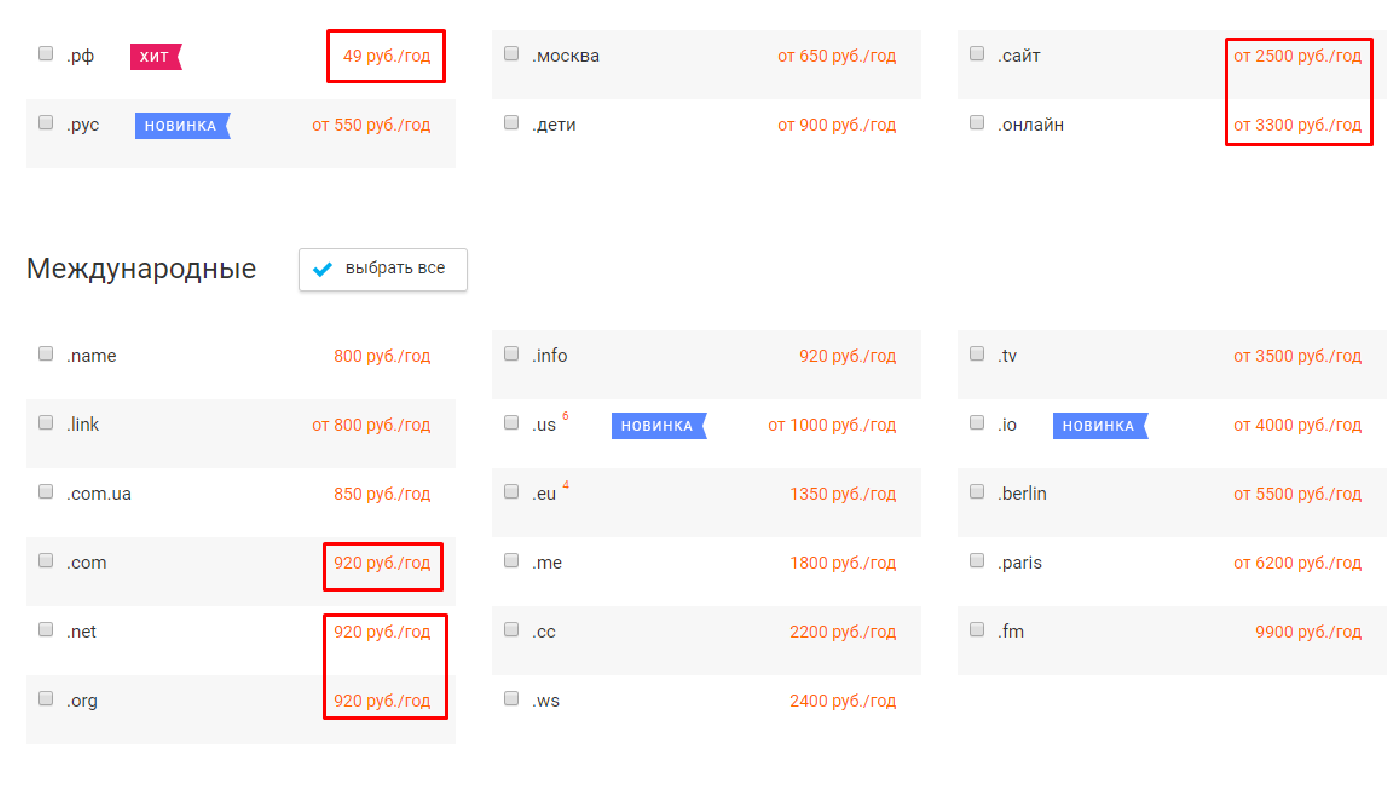 .рф ХИТ 49 руб./год
.рус НОВИНКА от 550 руб./год
.москва от 650 руб./год
.дети от 900 руб./год
.сайт от 2500 руб./год
.онлайн от 3300 руб./год
Международные выбрать все
.name 800 руб./год
.link от 800 руб./год
.com.ua 850 руб./год
.com 920 руб./год
.net 920 руб./год
.org 920 руб./год
.info 920 руб./год
.us 6 НОВИНКА от 1000 руб./год
.eu 4 1350 руб./год
.me 1800 руб./год
.cc 2200 руб./год
.ws 2400 руб./год
.tv от 3500 руб./год
.io НОВИНКА от 4000 руб./год
.berlin от 5500 руб./год
.paris от 6200 руб./год
.fm 9900 руб./год